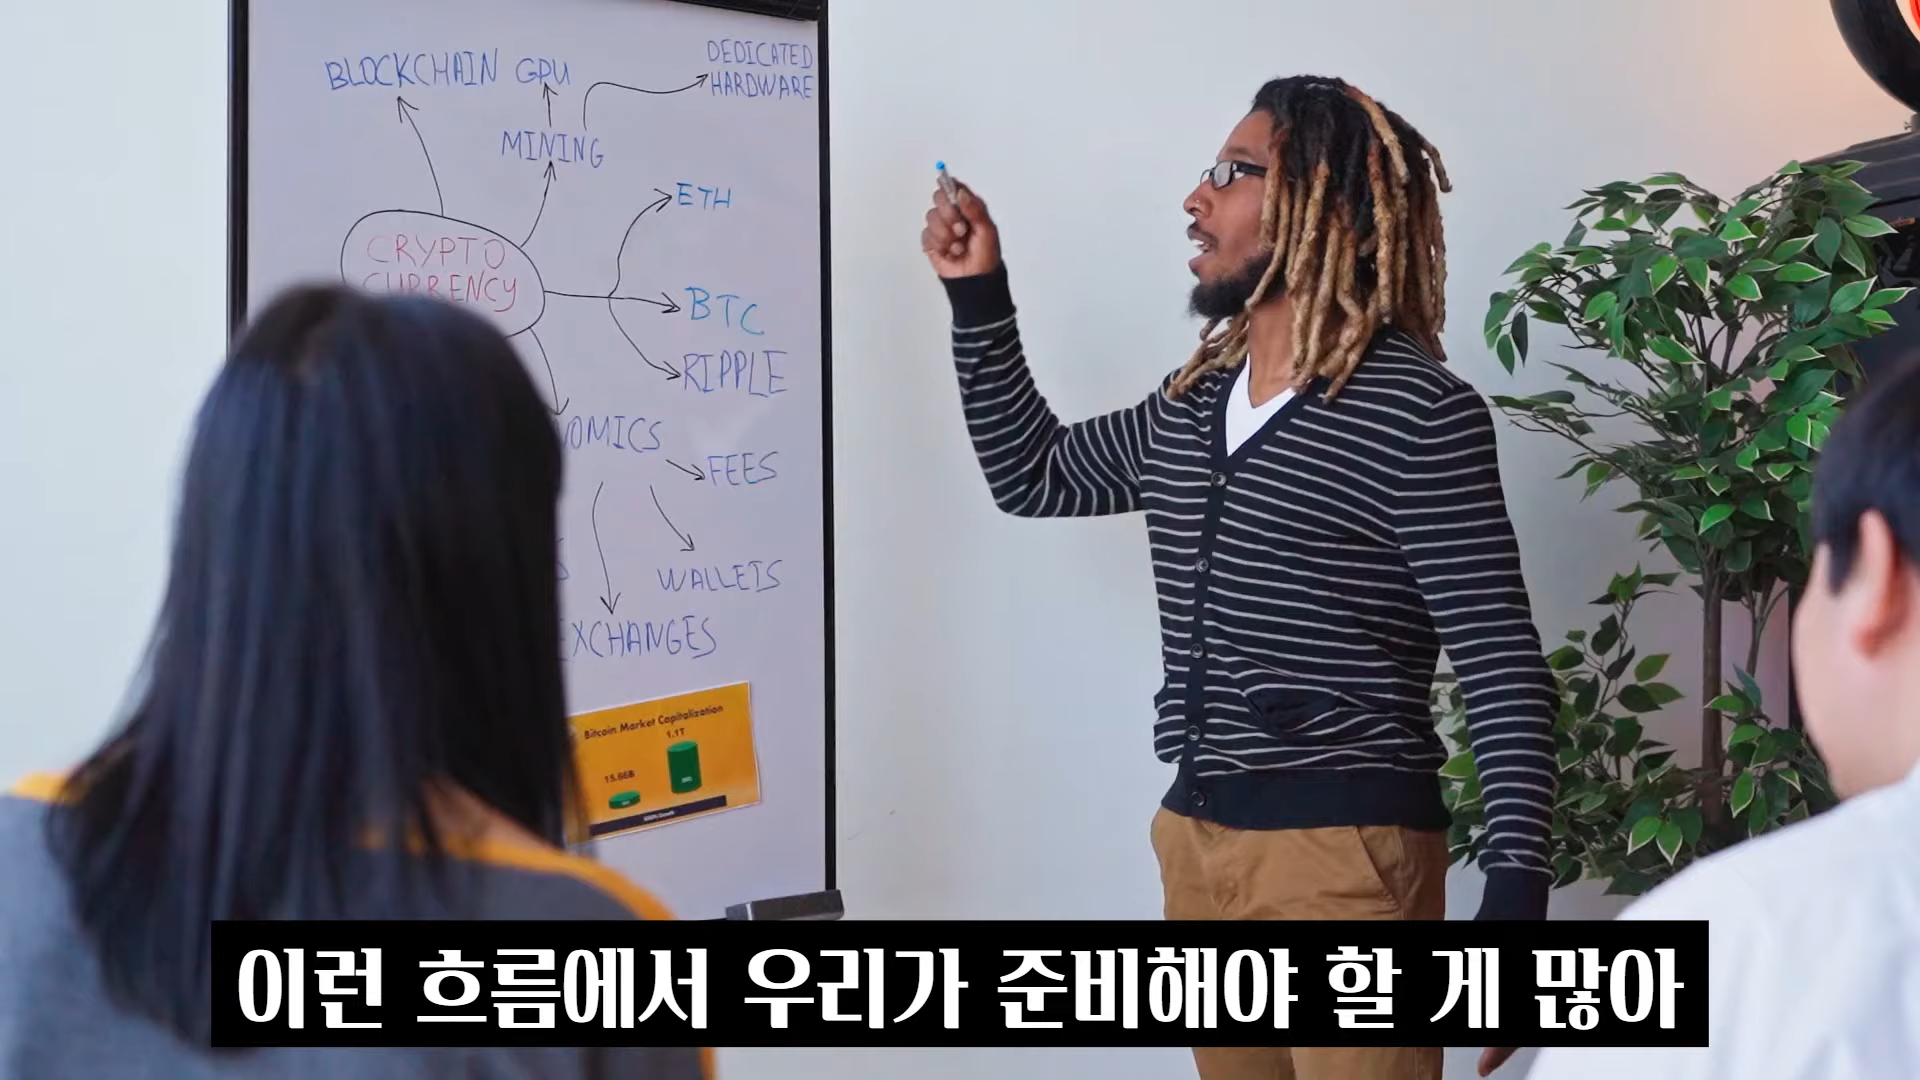 BLOCKCHAIN GPU
DEDICATED
HARDWARE
MINING
ETH
CRYPTO
CURRENCY
BTC
RIPPLE
NOMICS
FEES
WALLETS
EXCHANGES
Bitcoin Market Capitalization
1.1T
15.66B
이런 흐름에서 우리가 준비해야 할 게 많아